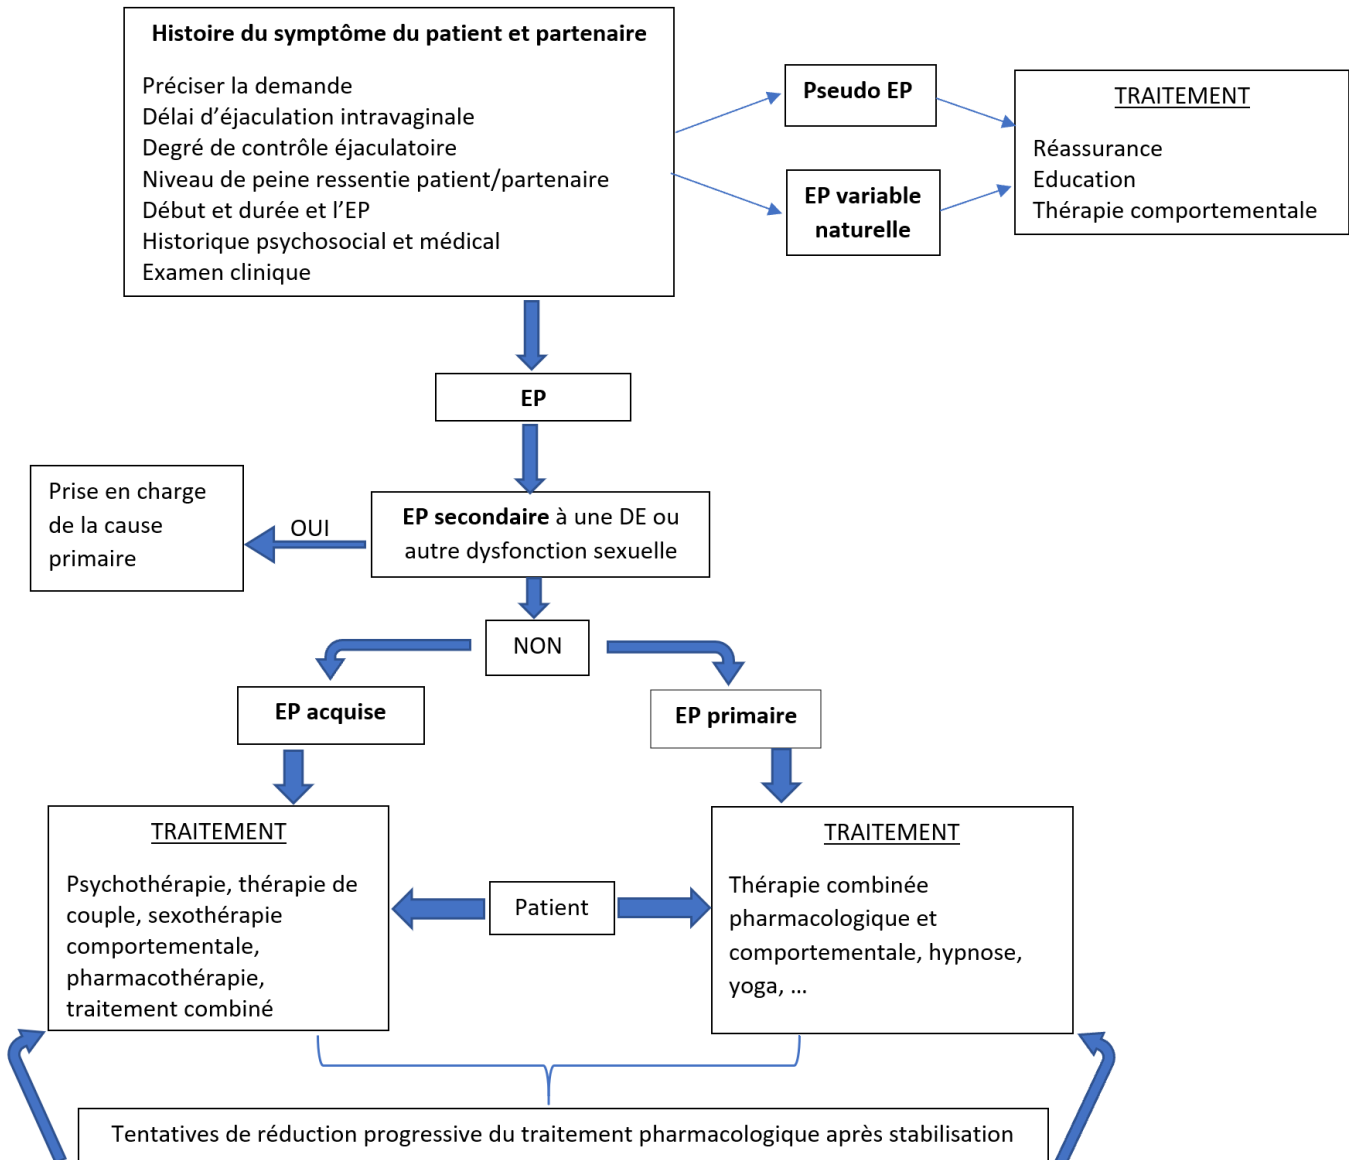 Histoire du symptôme du patient et partenaire
Préciser la demande
Délai d’éjaculation intravaginale
Degré de contrôle éjaculatoire
Niveau de peine ressentie patient/partenaire
Début et durée et l’EP
Historique psychosocial et médical
Examen clinique
Pseudo EP
EP variable
naturelle
TRAITEMENT
Réassurance
Education
Thérapie comportementale
EP
EP secondaire à une DE ou
autre dysfonction sexuelle
OUI
Prise en charge
de la cause
primaire
NON
EP acquise
EP primaire
TRAITEMENT
Psychothérapie, thérapie de
couple, sexothérapie
comportementale,
pharmacothérapie,
traitement combiné
Patient
TRAITEMENT
Thérapie combinée
pharmacologique et
comportementale, hypnose,
yoga, ...
Tentatives de réduction progressive du traitement pharmacologique après stabilisation